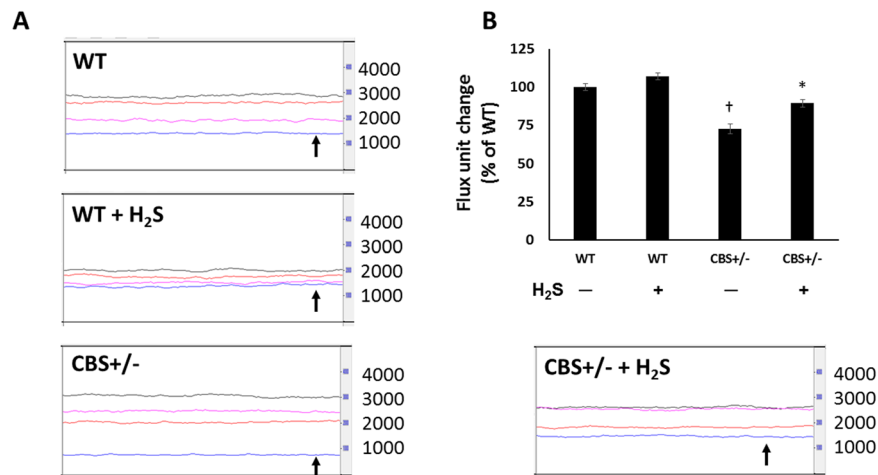 A
WT
4000
3000
2000
1000
WT + H₂S
4000
3000
2000
1000
CBS+/-
4000
3000
2000
1000
B
Flux unit change
(% of WT)
125
100
75
50
25
0
†
*
WT WT CBS+/- CBS+/-
H₂S — + — +
CBS+/- + H₂S
4000
3000
2000
1000